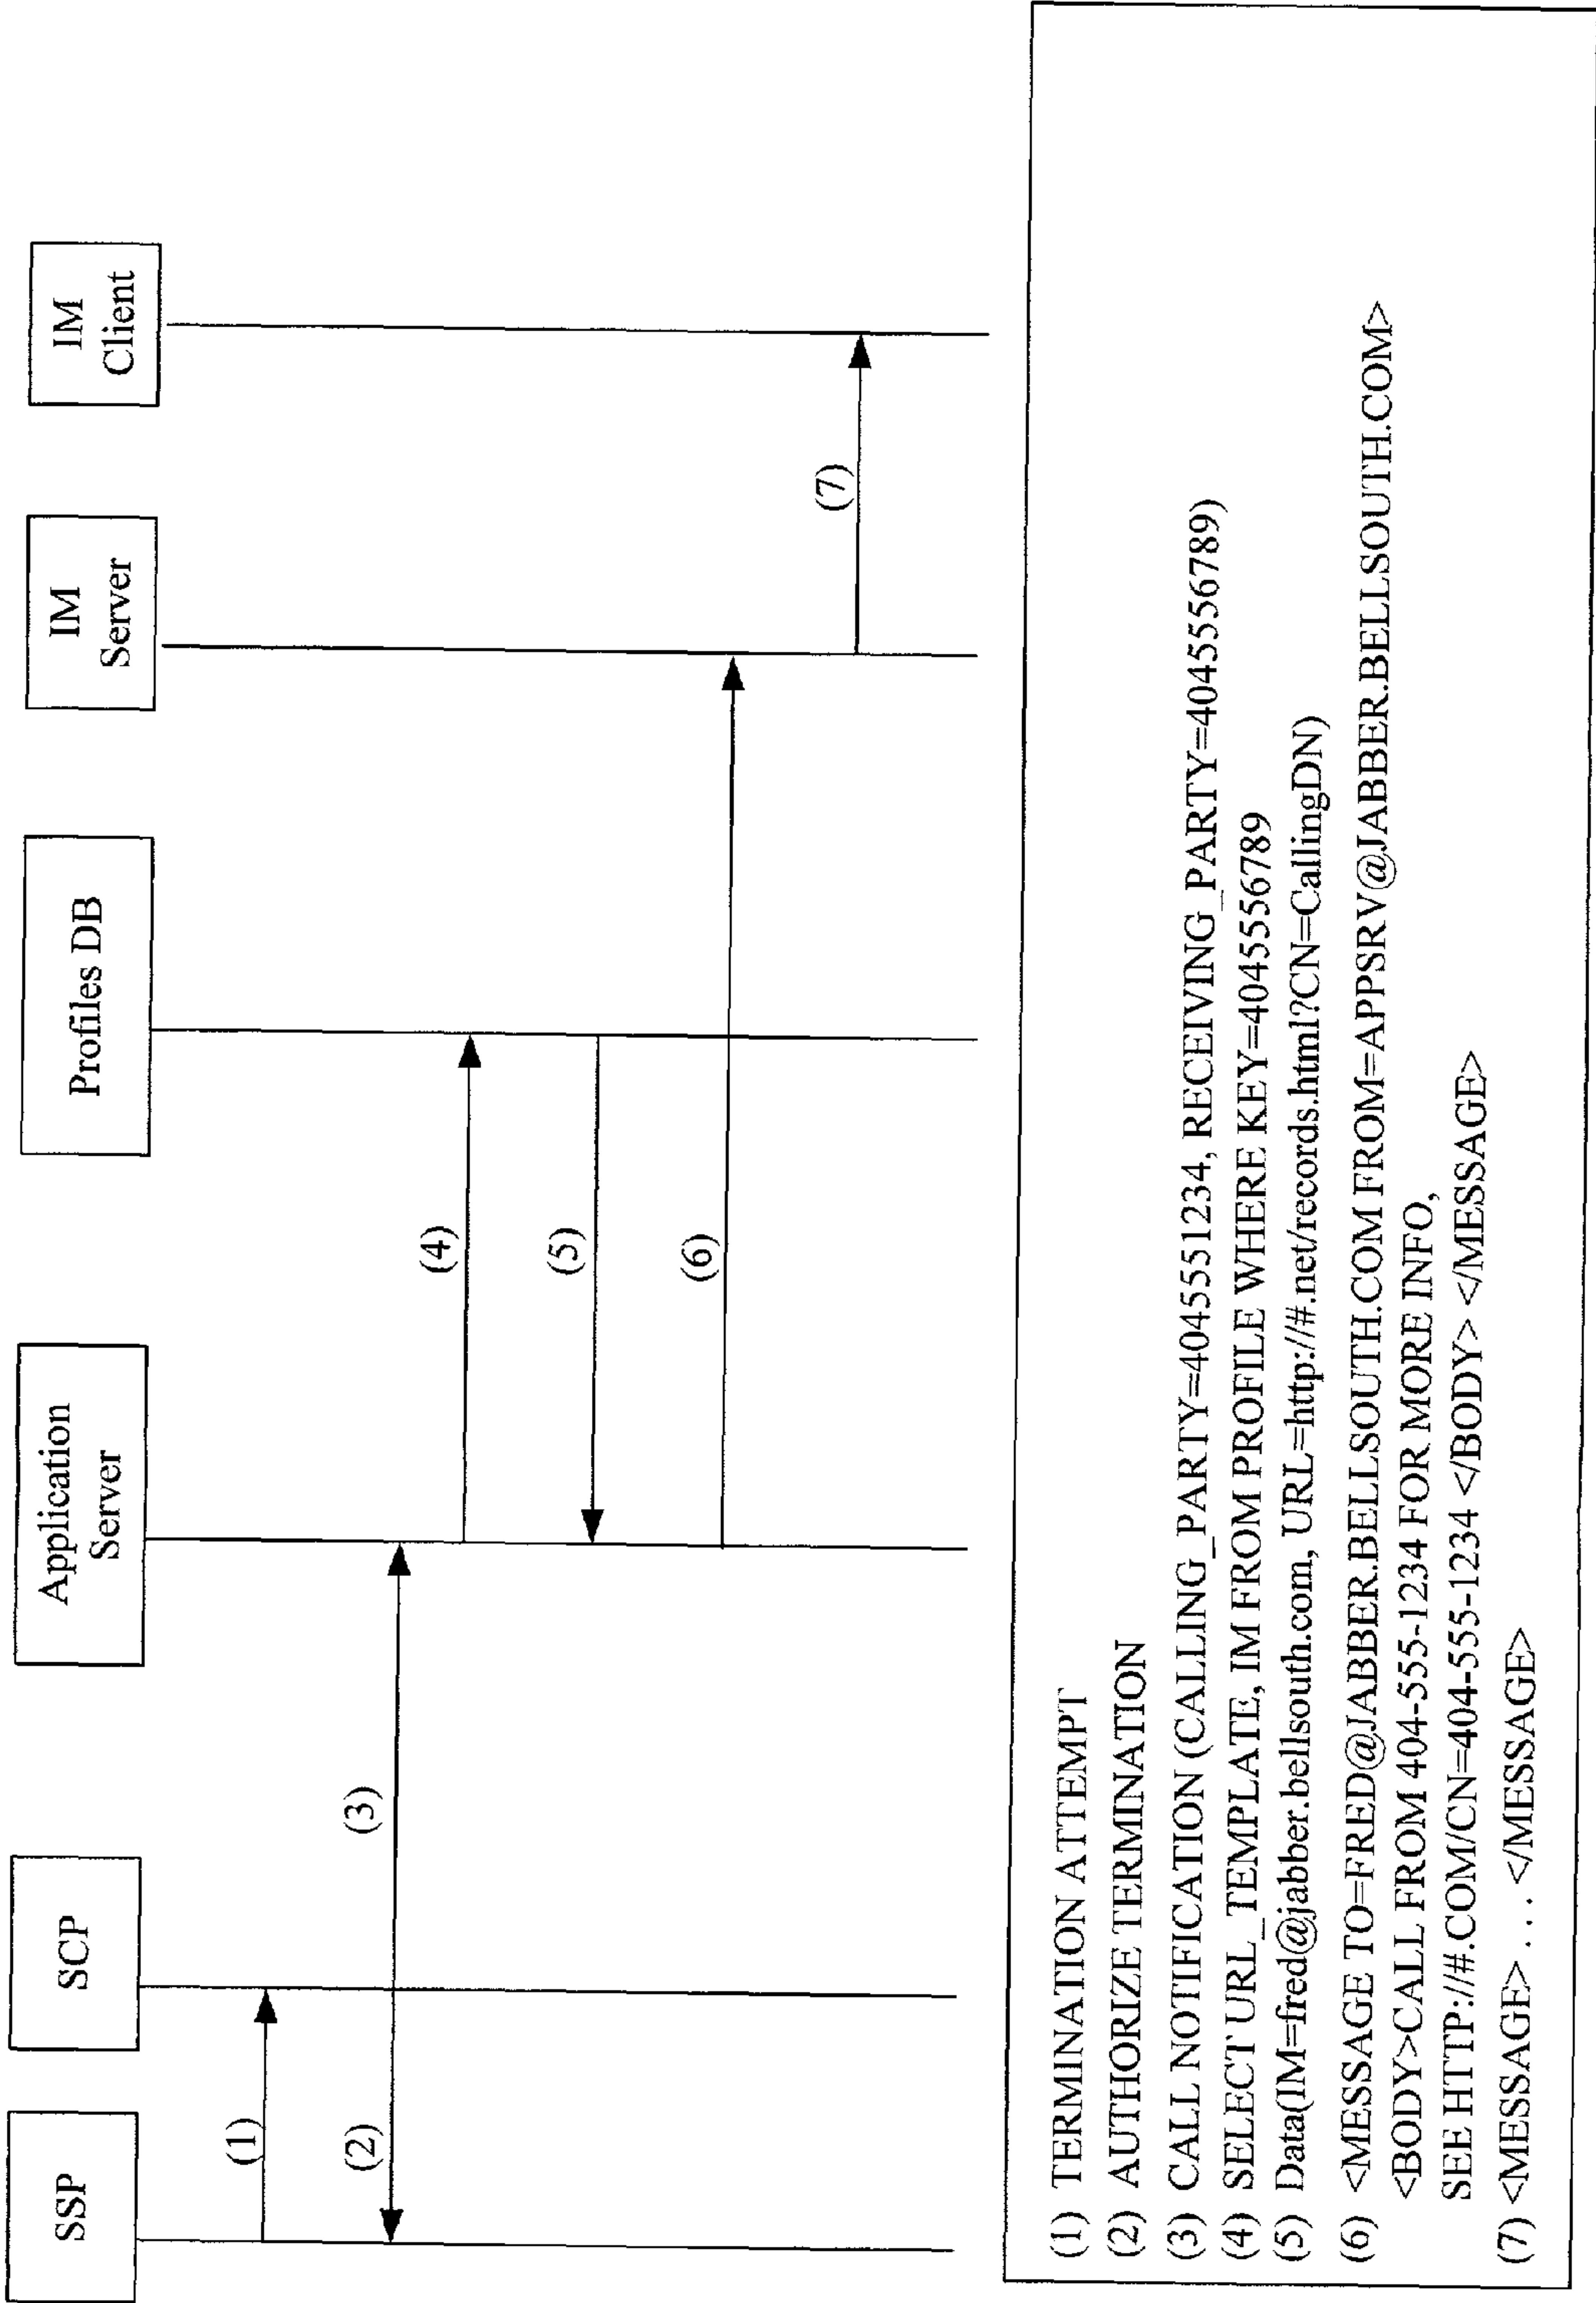 SSP
SCP
Application
Server
Profiles DB
IM
Server
IM
Client
(1)
(2)
(3)
(4)
(5)
(6)
(7)
(1) TERMINATION ATTEMPT
(2) AUTHORIZE TERMINATION
(3) CALL NOTIFICATION (CALLING_PARTY=4045551234, RECEIVING_PARTY=4045556789)
(4) SELECT URL_TEMPLATE, IM FROM PROFILE WHERE KEY=4045556789
(5) Data(IM=fred@jabber.bellsouth.com, URL=http://#.net/records.html?CN=CallingDN)
(6) <MESSAGE TO=FRED@JABBER.BELLSOUTH.COM FROM=APPSRV@JABBER.BELLSOUTH.COM>
<BODY>CALL FROM 404-555-1234 FOR MORE INFO,
SEE HTTP://#.COM/CN=404-555-1234 </BODY> </MESSAGE>
(7) <MESSAGE> . . . </MESSAGE>